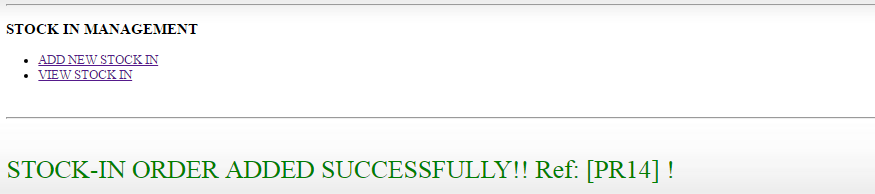 STOCK IN MANAGEMENT
ADD NEW STOCK IN
VIEW STOCK IN
STOCK-IN ORDER ADDED SUCCESSFULLY!! Ref: [PR14] !